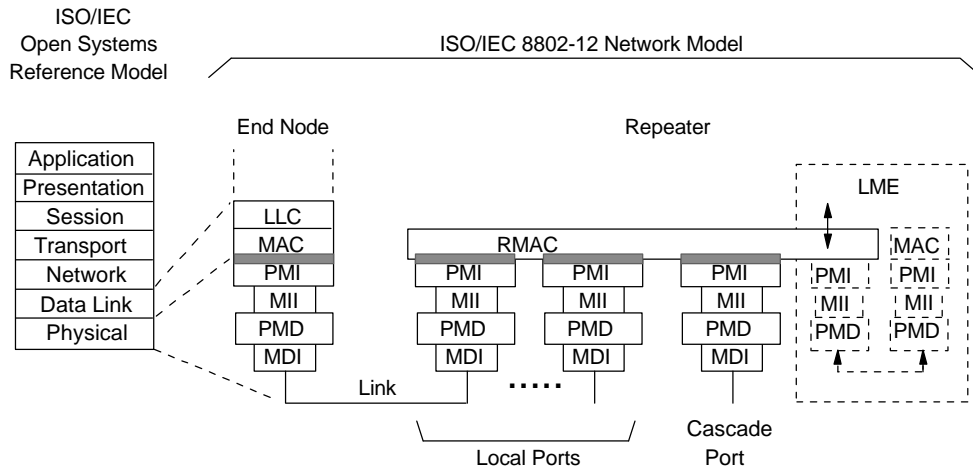 ISO/IEC
Open Systems
Reference Model
ISO/IEC 8802-12 Network Model
End Node
Repeater
Application
Presentation
Session
Transport
Network
Data Link
Physical
LLC
MAC
PMI
MII
PMD
MDI
RMAC
PMI
MII
PMD
MDI
PMI
MII
PMD
MDI
PMI
MII
PMD
MDI
LME
PMI
MII
PMD
MAC
PMI
MII
PMD
Link
.....
Local Ports
Cascade
Port